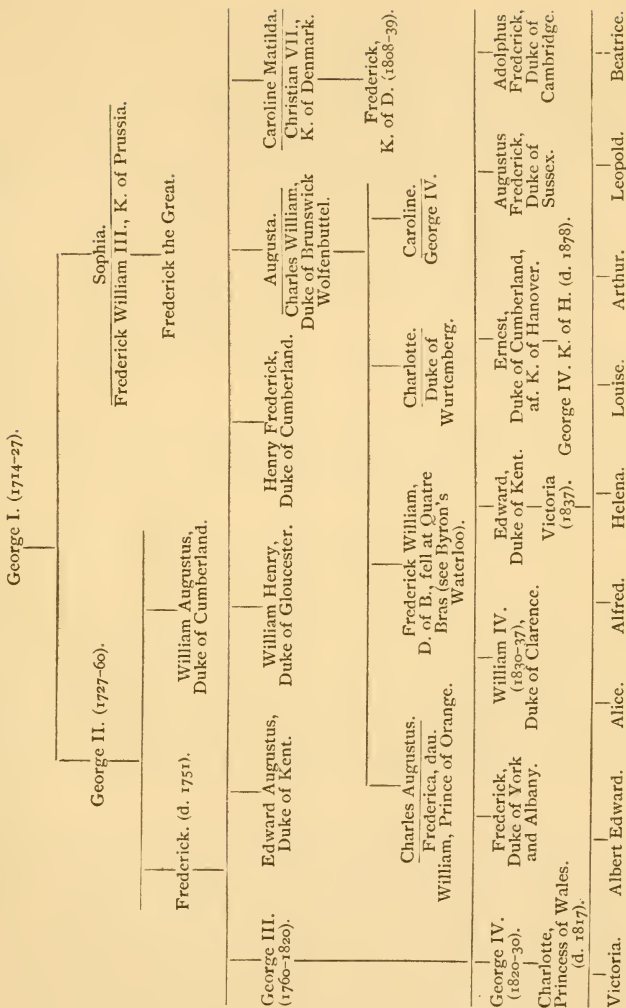 George I. (1714-27).
George II. (1727-60).
Sophia.
Frederick William III., K. of Prussia.
Frederick. (d. 1751).
William Augustus,
Duke of Cumberland.
Frederick the Great.
George III.
(1760-1820).
Edward Augustus,
Duke of Kent.
William Henry,
Duke of Gloucester.
Henry Frederick,
Duke of Cumberland.
Augusta.
Charles William,
Duke of Brunswick
Wolfenbuttel.
Caroline Matilda.
Christian VII.,
K. of Denmark.
Frederick,
K. of D. (1808-39).
Charles Augustus.
Frederica, dau.
William, Prince of Orange.
Frederick William,
D. of B., fell at Quatre
Bras (see Byron's
Waterloo).
Charlotte.
Duke of
Wurtemberg.
Caroline.
George IV.
George IV.
(1820-30).
Charlotte,
Princess of Wales.
(d. 1817).
Frederick,
Duke of York
and Albany.
William IV.
(1830-37),
Duke of Clarence.
Edward,
Duke of Kent.
Victoria
(1837)
Ernest,
Duke of Cumberland,
af. K. of Hanover.
George IV. K. of H. (d. 1878).
Augustus
Frederick,
Duke of
Sussex.
Adolphus
Frederick,
Duke of
Cambridge.
Victoria. Albert Edward. Alice. Alfred. Helena. Louise. Arthur. Leopold. Beatrice.